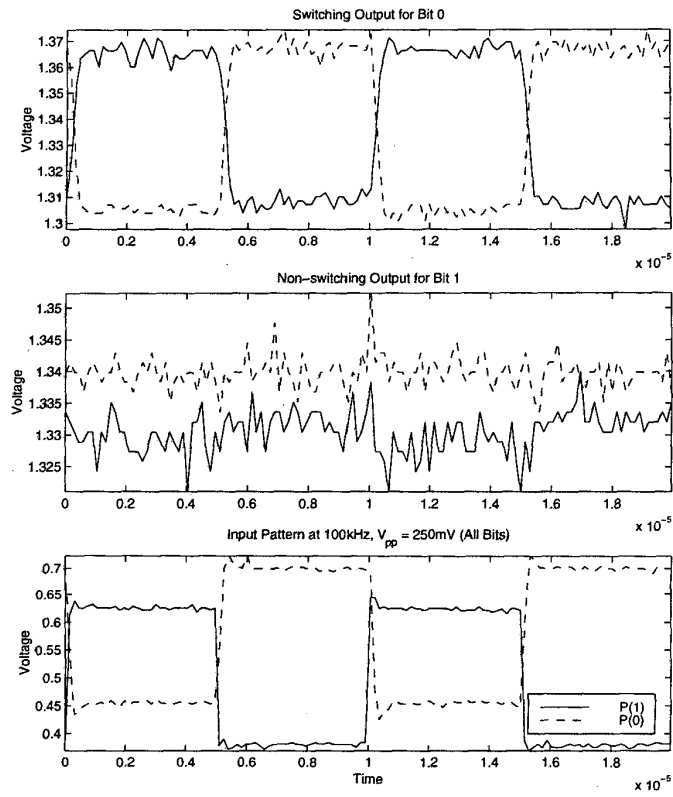 Switching Output for Bit 0
1.37
1.36
1.35
1.34
1.33
1.32
1.31
1.3
Voltage
0 0.2 0.4 0.6 0.8 1 1.2 1.4 1.6 1.8
x 10⁻⁵
Non-switching Output for Bit 1
1.35
1.345
1.34
1.335
1.33
1.325
Voltage
0 0.2 0.4 0.6 0.8 1 1.2 1.4 1.6 1.8
x 10⁻⁵
Input Pattern at 100kHz, Vpp = 250mV (All Bits)
0.7
0.65
0.6
0.55
0.5
0.45
0.4
Voltage
P(1)
P(0)
0 0.2 0.4 0.6 0.8 1 1.2 1.4 1.6 1.8
Time
x 10⁻⁵